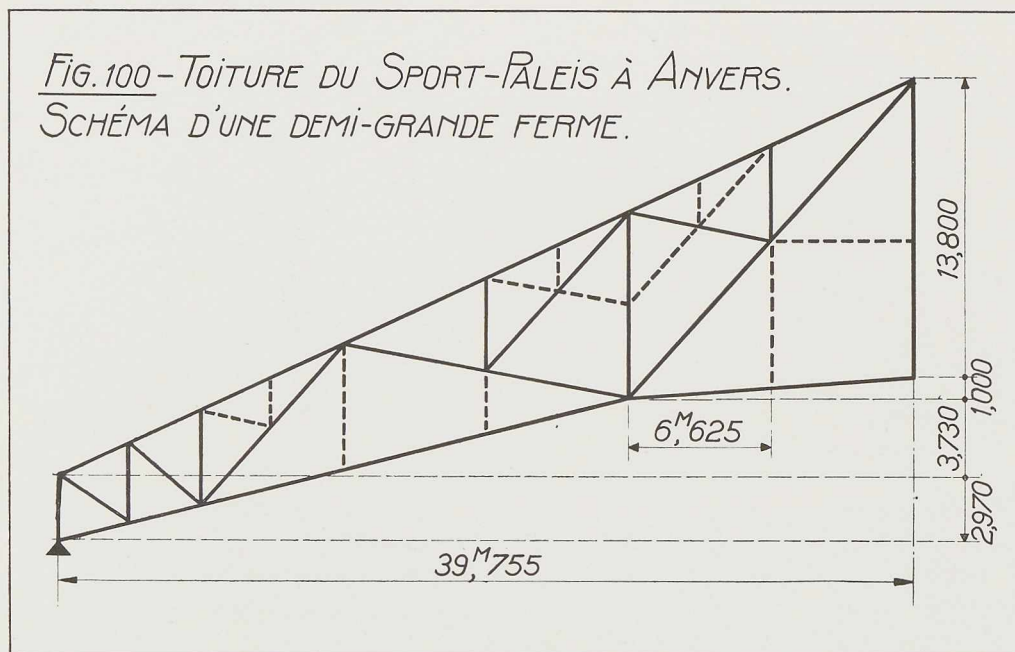 FIG. 100 – TOITURE DU SPORT-PALEIS À ANVERS.
SCHÉMA D'UNE DEMI-GRANDE FERME.
13,800
1,000
6,M625
3,730
2,970
39,M755